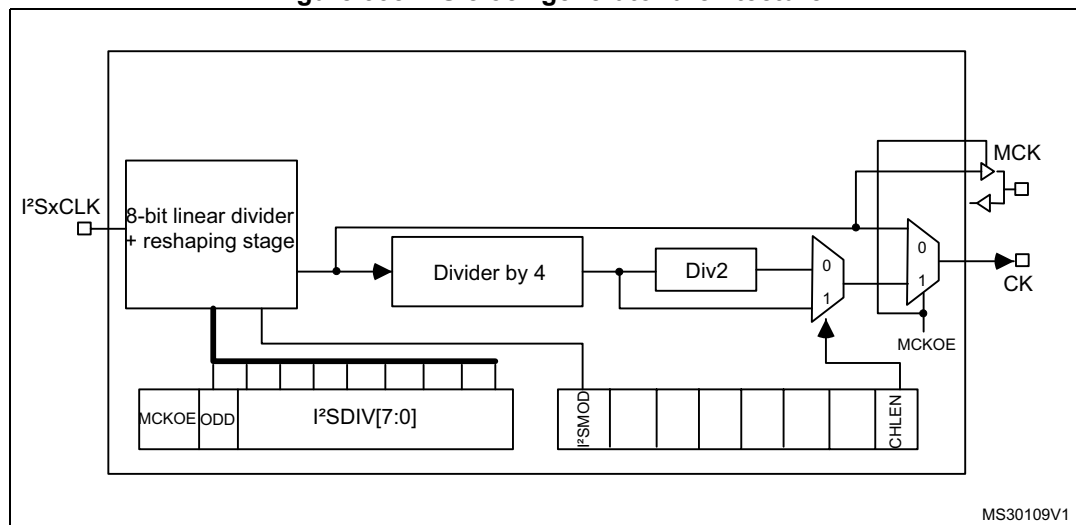 MCK
I²SxCLK
8-bit linear divider
+ reshaping stage
0
Divider by 4
Div2
0
1
1
CK
MCKOE
MCKOE
ODD
I²SDIV[7:0]
I²SMOD
CHLEN
MS30109V1